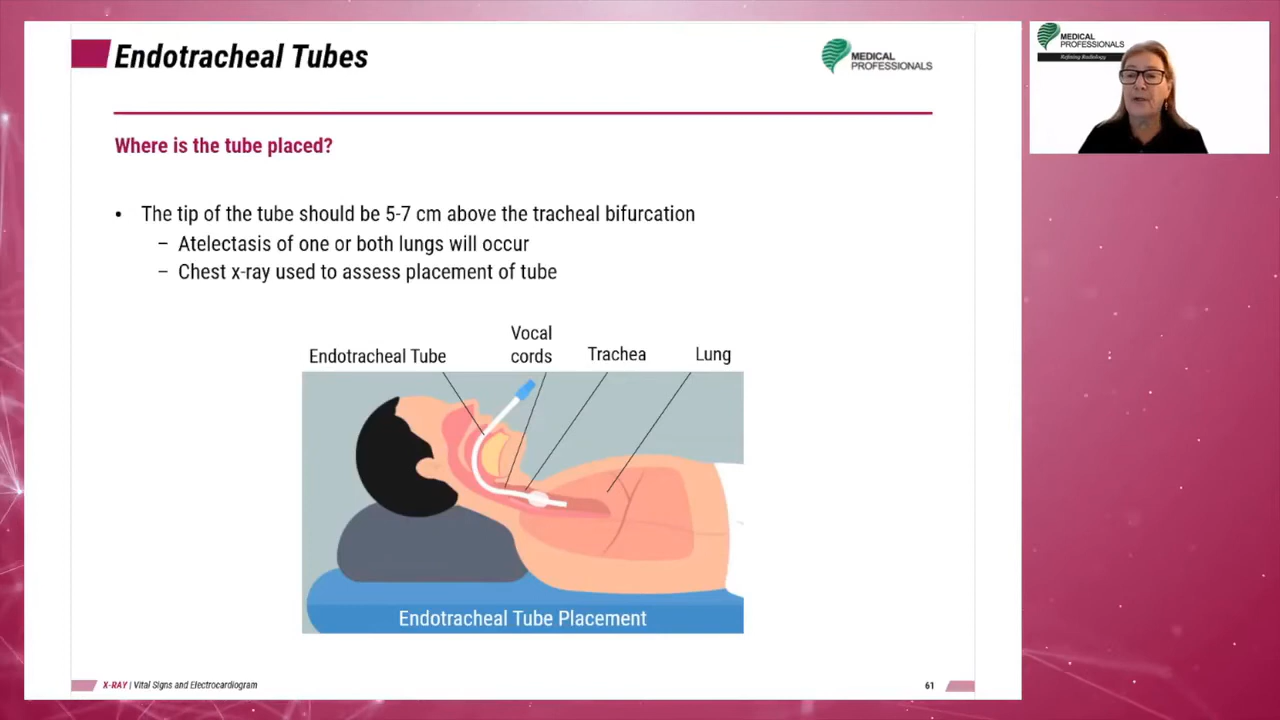 Endotracheal Tubes
MEDICAL
PROFESSIONALS
MEDICAL
PROFESSIONALS
Refining Radiology
Where is the tube placed?
• The tip of the tube should be 5-7 cm above the tracheal bifurcation
– Atelectasis of one or both lungs will occur
– Chest x-ray used to assess placement of tube
Endotracheal Tube
Vocal
cords
Trachea
Lung
Endotracheal Tube Placement
X-RAY | Vital Signs and Electrocardiogram
61